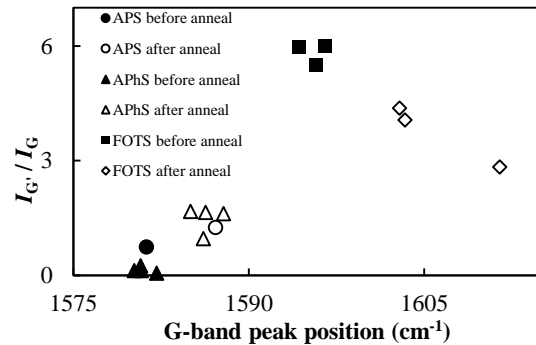 6
3
0
I_G' / I_G
APS before anneal
APS after anneal
APhS before anneal
APhS after anneal
FOTS before anneal
FOTS after anneal
1575 1590 1605
G-band peak position (cm⁻¹)